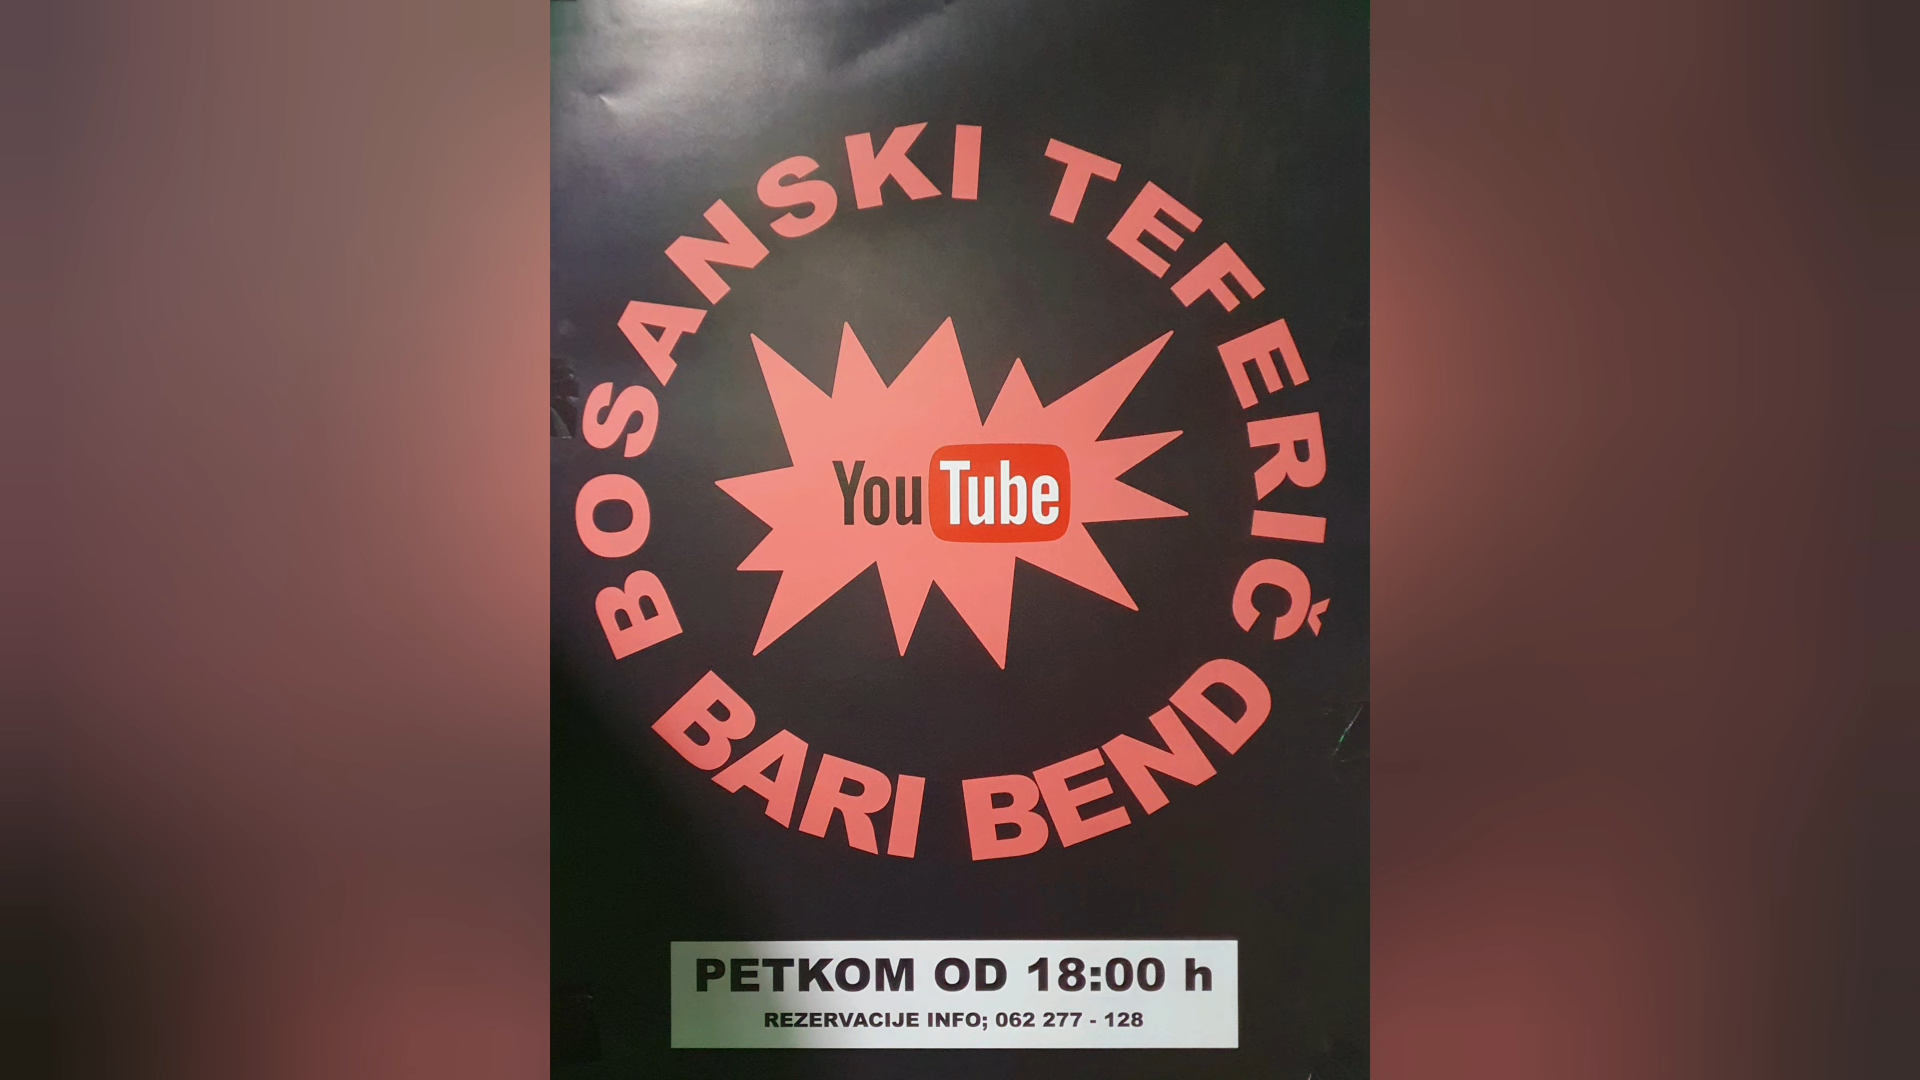 BOSANSKI TEFERIČ
YouTube
BARI BEND
PETKOM OD 18:00 h
REZERVACIJE INFO; 062 277 - 128